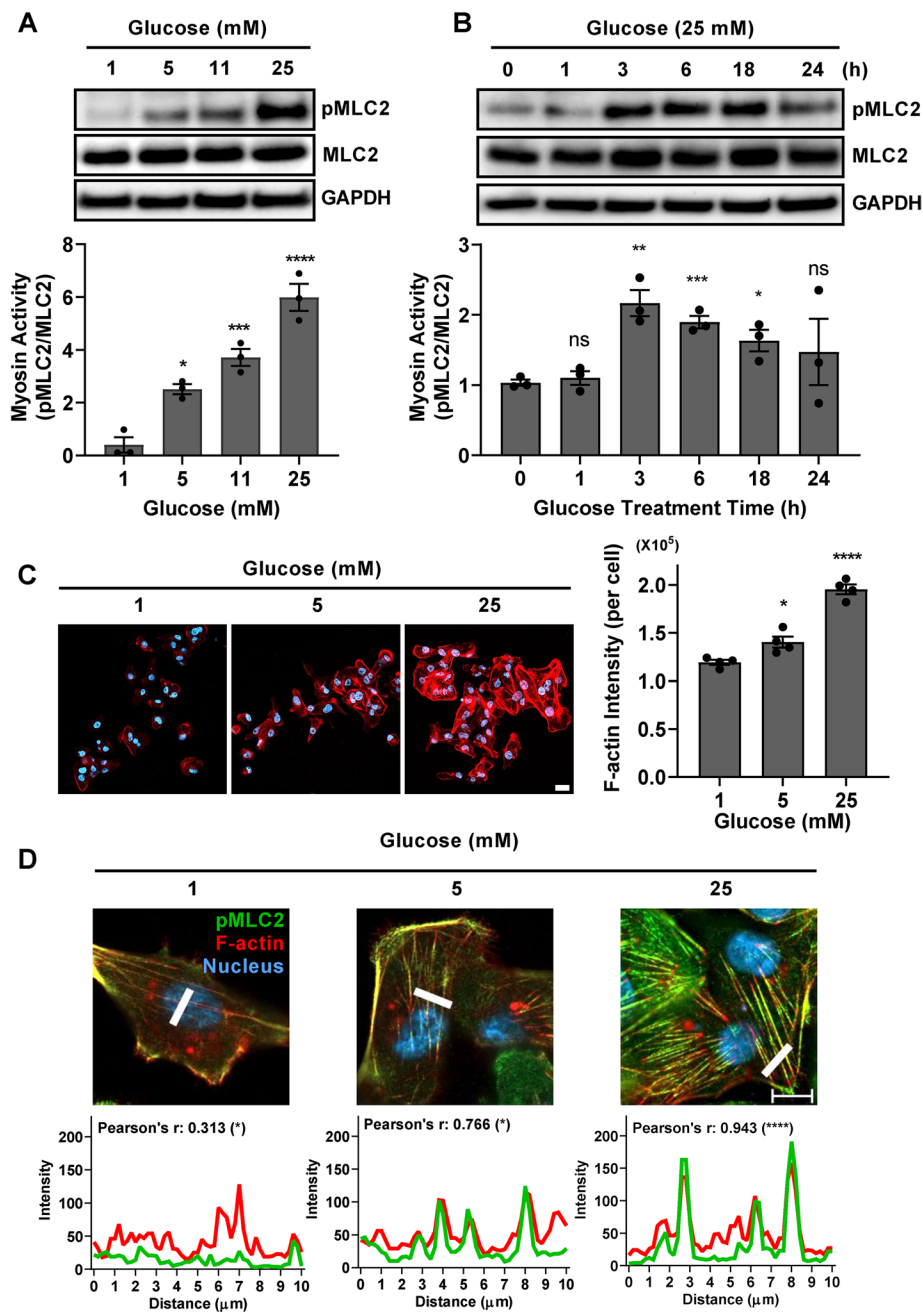 A
Glucose (mM)
1 5 11 25
pMLC2
MLC2
GAPDH
Myosin Activity
(pMLC2/MLC2)
8
6
4
2
0
* *** ****
1 5 11 25
Glucose (mM)
B
Glucose (25 mM)
0 1 3 6 18 24 (h)
pMLC2
MLC2
GAPDH
Myosin Activity
(pMLC2/MLC2)
3
2
1
0
ns ** *** * ns
0 1 3 6 18 24
Glucose Treatment Time (h)
C
Glucose (mM)
1 5 25
F-actin Intensity (per cell)
(X10⁵)
2.0
1.5
1.0
0.0
* ****
1 5 25
Glucose (mM)
D
Glucose (mM)
1 5 25
pMLC2
F-actin
Nucleus
Pearson's r: 0.313 (*)
Intensity
200
150
100
50
0
0 1 2 3 4 5 6 7 8 9 10
Distance (μm)
Pearson's r: 0.766 (*)
Intensity
200
150
100
50
0
0 1 2 3 4 5 6 7 8 9 10
Distance (μm)
Pearson's r: 0.943 (****)
Intensity
200
150
100
50
0
0 1 2 3 4 5 6 7 8 9 10
Distance (μm)